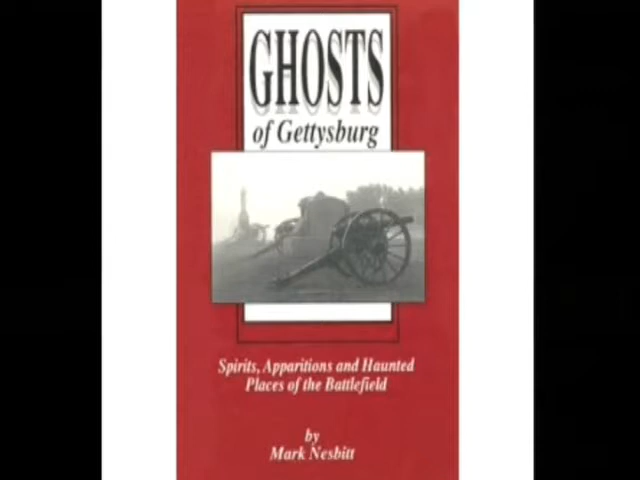 GHOSTS
of Gettysburg
Spirits, Apparitions and Haunted
Places of the Battlefield
by
Mark Nesbitt